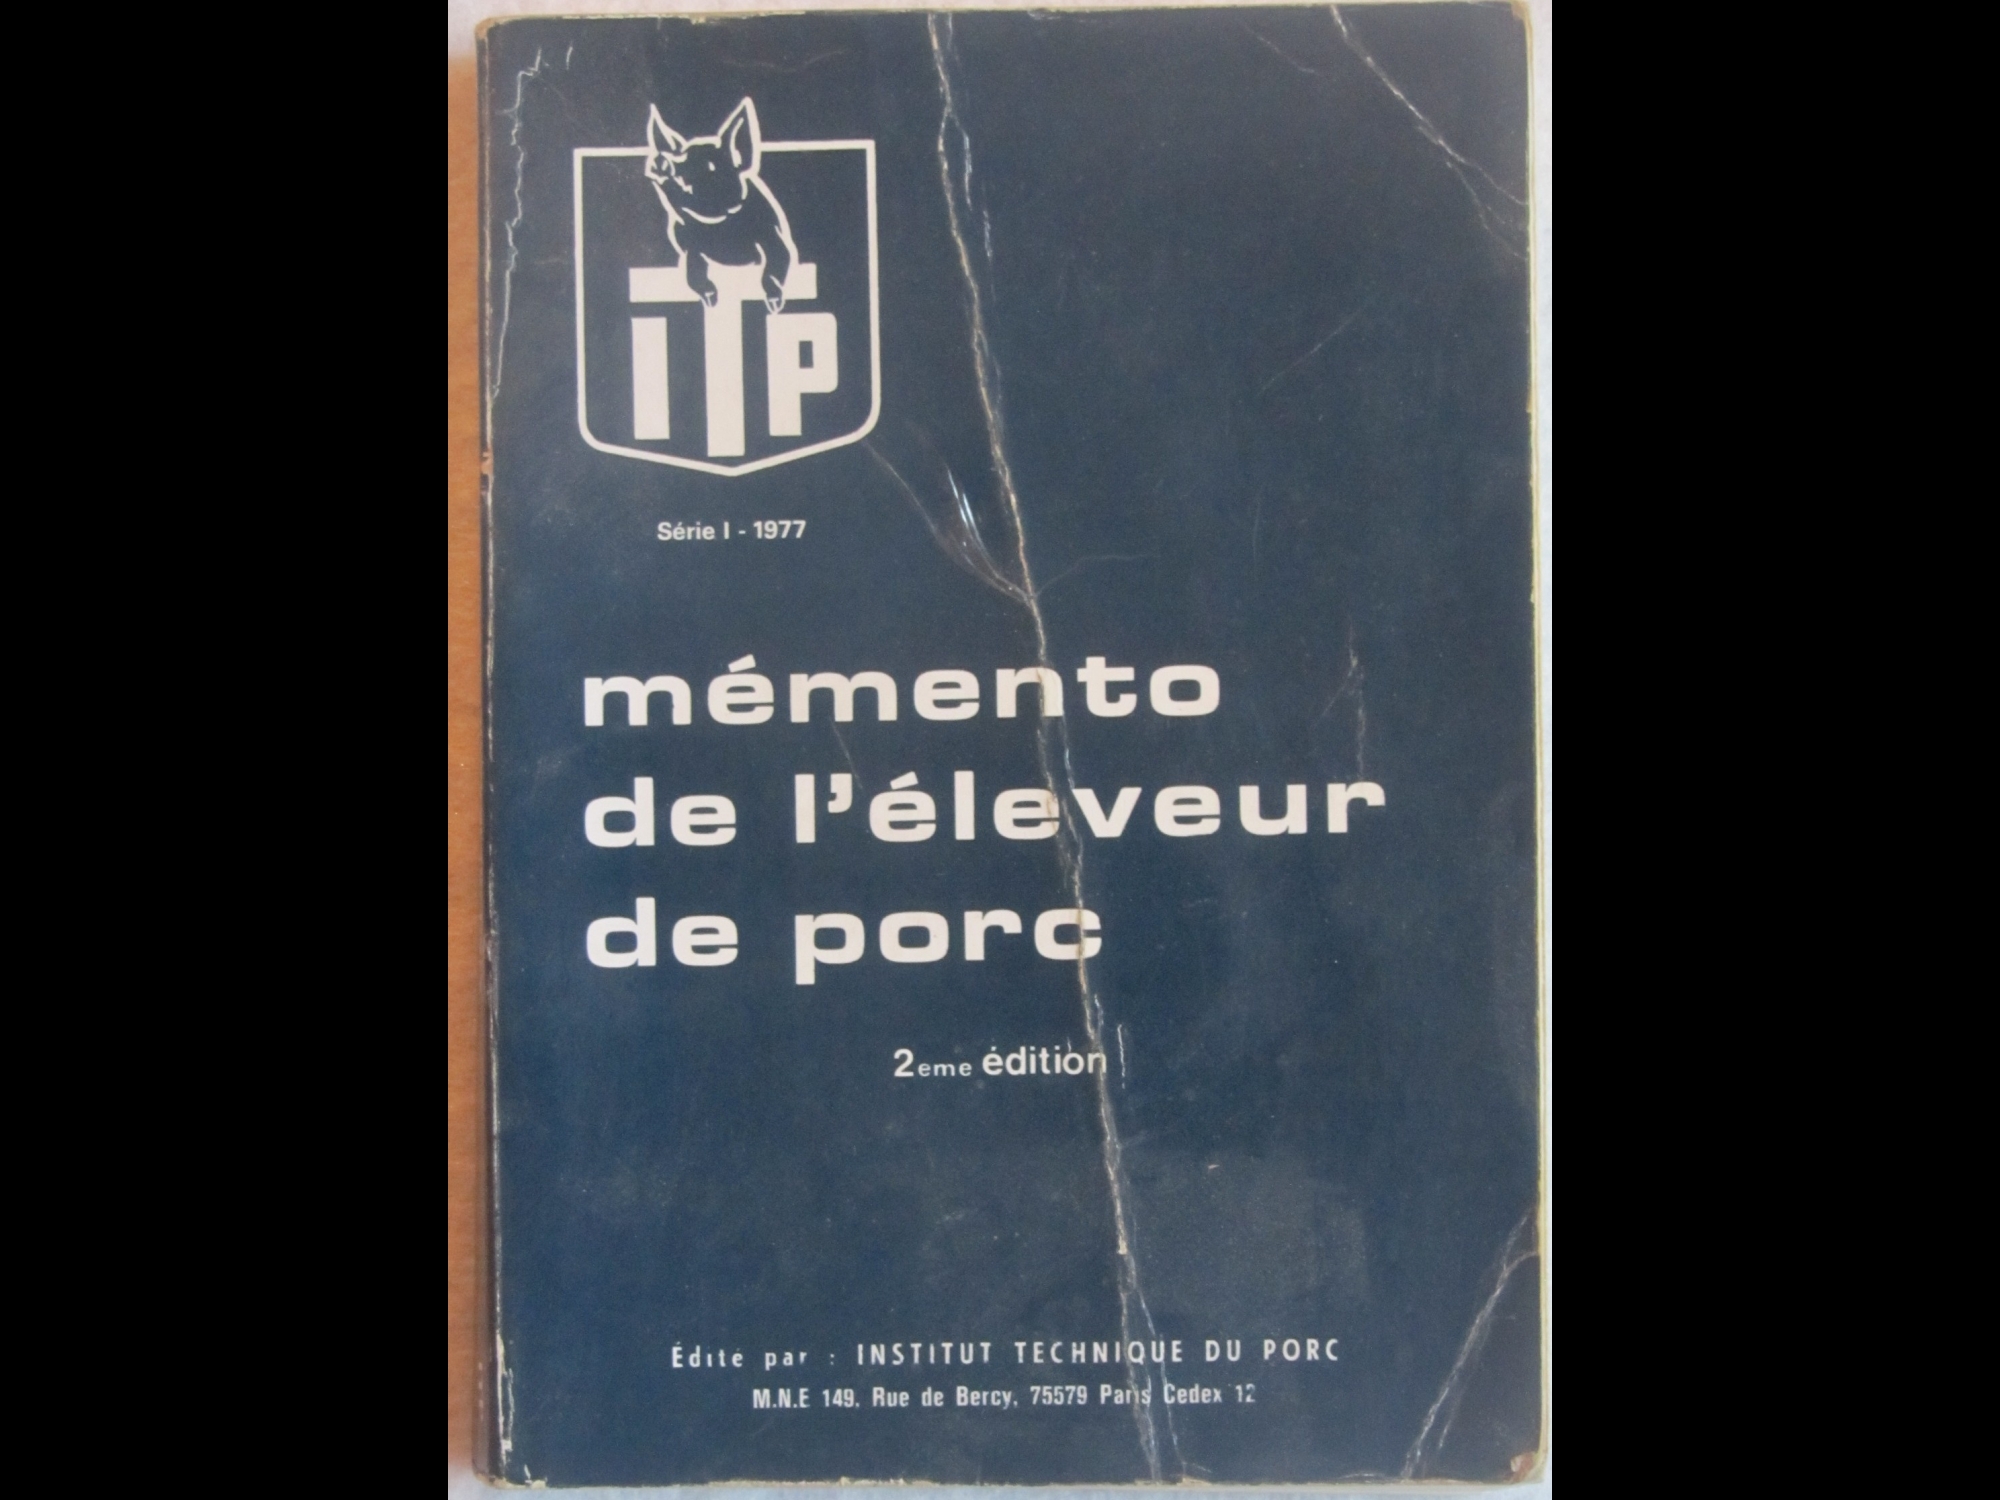 iTP
Série I - 1977
mémento
de l'éleveur
de porc
2eme édition
Édité par : INSTITUT TECHNIQUE DU PORC
M.N.E 149, Rue de Bercy, 75579 Paris Cedex 12